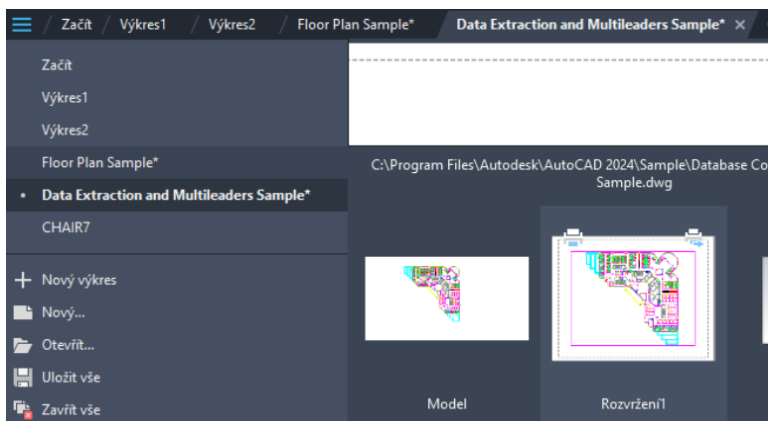 Začít
Výkres1
Výkres2
Floor Plan Sample*
Data Extraction and Multileaders Sample*
Začít
Výkres1
Výkres2
Floor Plan Sample*
Data Extraction and Multileaders Sample*
CHAIR7
Nový výkres
Nový...
Otevřít...
Uložit vše
Zavřít vše
C:\Program Files\Autodesk\AutoCAD 2024\Sample\Database Co
Sample.dwg
Model
Rozvržení1